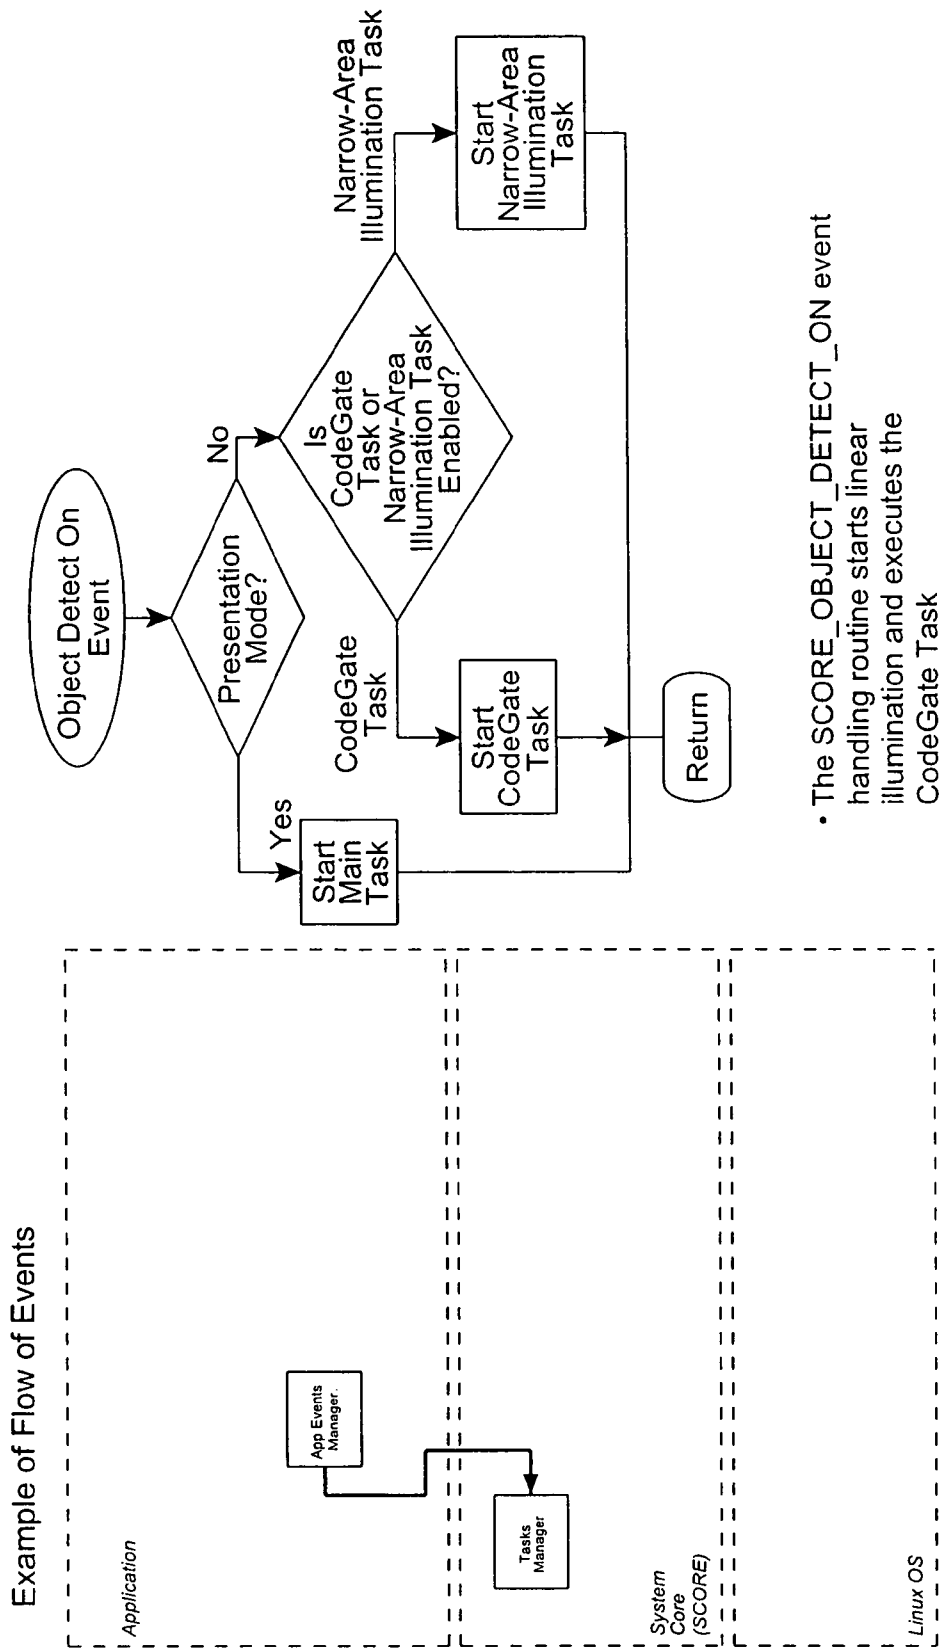 Example of Flow of Events
Application
App Events
Manager.
Tasks
Manager
System
Core
(SCORE)
Linux OS
Object Detect On
Event
Presentation
Mode?
Yes
No
Start
Main
Task
Is
CodeGate
Task or
Narrow-Area
Illumination Task
Enabled?
CodeGate
Task
Narrow-Area
Illumination Task
Start
CodeGate
Task
Start
Narrow-Area
Illumination
Task
Return
• The SCORE_OBJECT_DETECT_ON event
handling routine starts linear
illumination and executes the
CodeGate Task